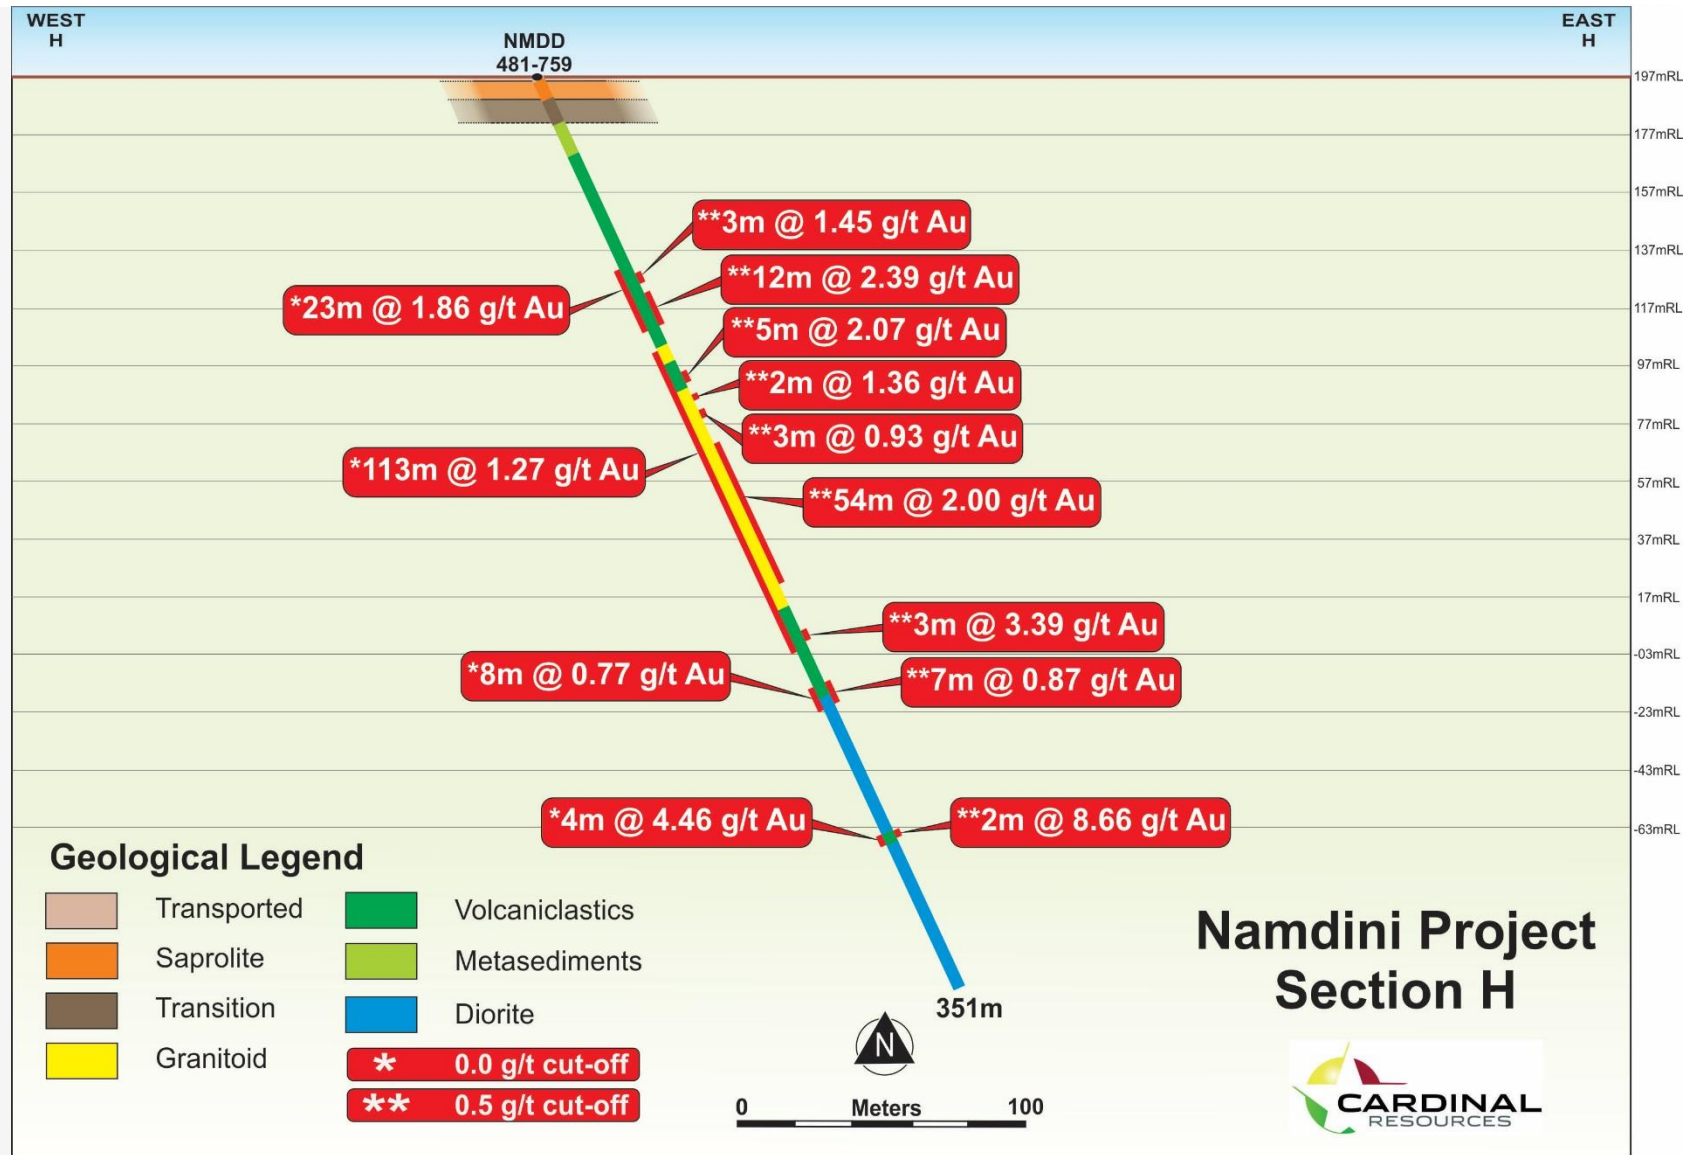 WEST
H
EAST
H
NMDD
481-759
197mRL
177mRL
157mRL
137mRL
117mRL
97mRL
77mRL
57mRL
37mRL
17mRL
-03mRL
-23mRL
-43mRL
-63mRL
**3m @ 1.45 g/t Au
**12m @ 2.39 g/t Au
*23m @ 1.86 g/t Au
**5m @ 2.07 g/t Au
**2m @ 1.36 g/t Au
**3m @ 0.93 g/t Au
*113m @ 1.27 g/t Au
**54m @ 2.00 g/t Au
**3m @ 3.39 g/t Au
*8m @ 0.77 g/t Au
**7m @ 0.87 g/t Au
*4m @ 4.46 g/t Au
**2m @ 8.66 g/t Au
351m
Geological Legend
Transported
Saprolite
Transition
Granitoid
Volcaniclastics
Metasediments
Diorite
* 0.0 g/t cut-off
** 0.5 g/t cut-off
N
0 Meters 100
Namdini Project
Section H
CARDINAL
RESOURCES